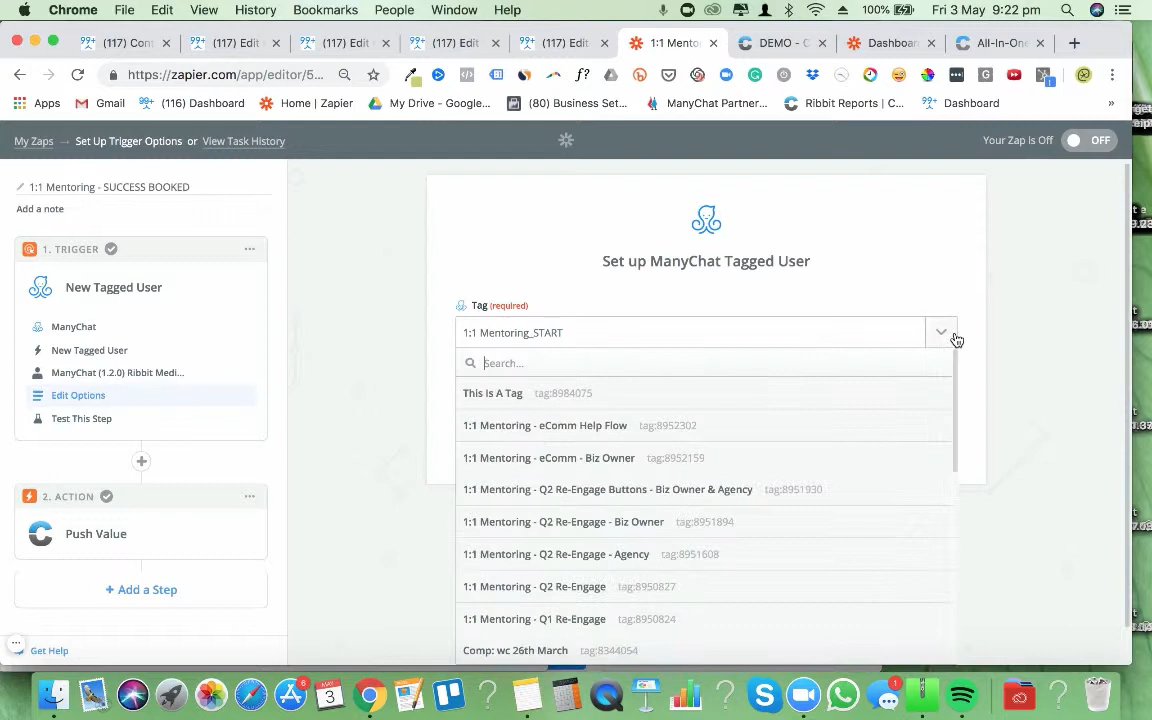 Chrome File Edit View History Bookmarks People Window Help 100% Fri 3 May 9:22 pm
(117) Con (117) Edit (117) Edit (117) Edit (117) Edit 1:1 Mento DEMO - C Dashboar All-In-One
https://zapier.com/app/editor/5...
Apps Gmail (116) Dashboard Home | Zapier My Drive - Google... (80) Business Set... ManyChat Partner... Ribbit Reports | C... Dashboard »
My Zaps → Set Up Trigger Options or View Task History Your Zap Is Off OFF
1:1 Mentoring - SUCCESS BOOKED
Add a note
1. TRIGGER
New Tagged User
ManyChat
New Tagged User
ManyChat (1.2.0) Ribbit Medi...
Edit Options
Test This Step
2. ACTION
Push Value
+ Add a Step
Get Help
Set up ManyChat Tagged User
Tag (required)
1:1 Mentoring_START
Search...
This Is A Tag tag:8984075
1:1 Mentoring - eComm Help Flow tag:8952302
1:1 Mentoring - eComm - Biz Owner tag:8952159
1:1 Mentoring - Q2 Re-Engage Buttons - Biz Owner & Agency tag:8951930
1:1 Mentoring - Q2 Re-Engage - Biz Owner tag:8951894
1:1 Mentoring - Q2 Re-Engage - Agency tag:8951608
1:1 Mentoring - Q2 Re-Engage tag:8950827
1:1 Mentoring - Q1 Re-Engage tag:8950824
Comp: wc 26th March tag:8344054